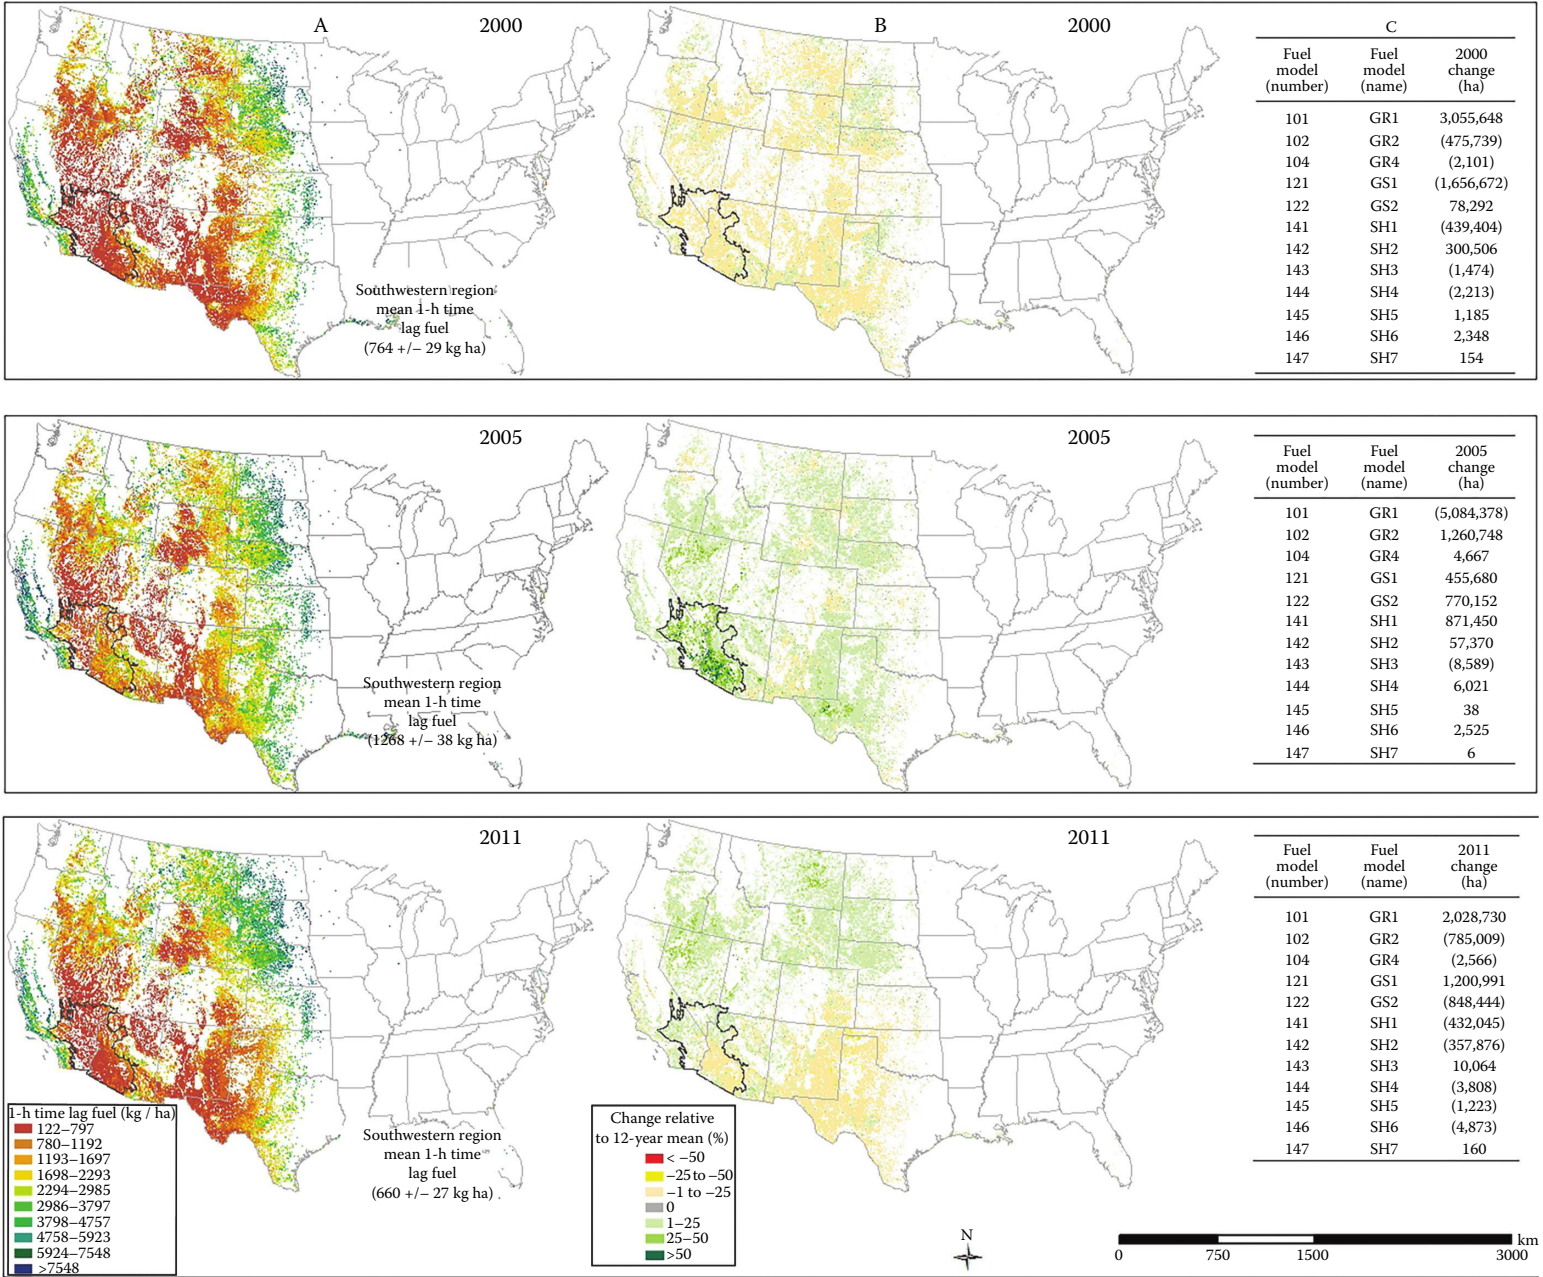 A
2000
B
2000
C
Fuel model (number)
Fuel model (name)
2000 change (ha)
101 GR1 3,055,648
102 GR2 (475,739)
104 GR4 (2,101)
121 GS1 (1,656,672)
122 GS2 78,292
141 SH1 (439,404)
142 SH2 300,506
143 SH3 (1,474)
144 SH4 (2,213)
145 SH5 1,185
146 SH6 2,348
147 SH7 154
Southwestern region
mean 1-h time
lag fuel
(764 +/− 29 kg ha)
2005
2005
Fuel model (number)
Fuel model (name)
2005 change (ha)
101 GR1 (5,084,378)
102 GR2 1,260,748
104 GR4 4,667
121 GS1 455,680
122 GS2 770,152
141 SH1 871,450
142 SH2 57,370
143 SH3 (8,589)
144 SH4 6,021
145 SH5 38
146 SH6 2,525
147 SH7 6
Southwestern region
mean 1-h time
lag fuel
(1268 +/− 38 kg ha)
2011
2011
Fuel model (number)
Fuel model (name)
2011 change (ha)
101 GR1 2,028,730
102 GR2 (785,009)
104 GR4 (2,566)
121 GS1 1,200,991
122 GS2 (848,444)
141 SH1 (432,045)
142 SH2 (357,876)
143 SH3 10,064
144 SH4 (3,808)
145 SH5 (1,223)
146 SH6 (4,873)
147 SH7 160
Southwestern region
mean 1-h time
lag fuel
(660 +/− 27 kg ha)
1-h time lag fuel (kg / ha)
122–797
780–1192
1193–1697
1698–2293
2294–2985
2986–3797
3798–4757
4758–5923
5924–7548
>7548
Change relative
to 12-year mean (%)
< −50
−25 to −50
−1 to −25
0
1–25
25–50
>50
N
km
0 750 1500 3000